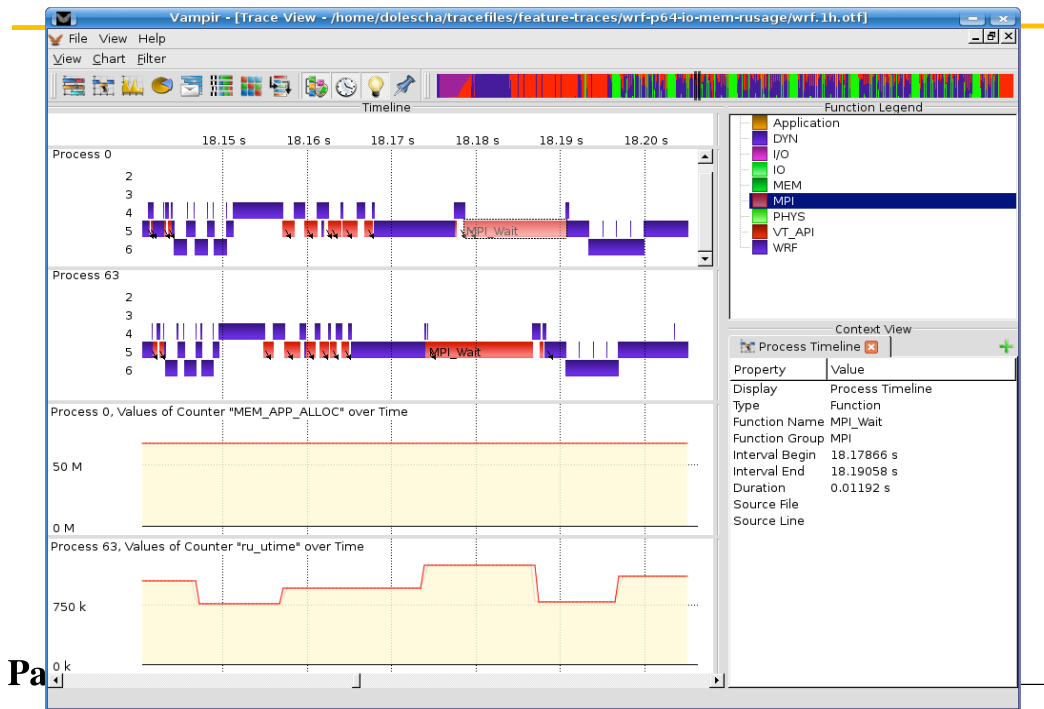 Vampir - [Trace View - /home/dolescha/tracefiles/feature-traces/wrf-p64-io-mem-rusage/wrf.1h.otf]
File View Help
View Chart Filter
Timeline
18.15 s 18.16 s 18.17 s 18.18 s 18.19 s 18.20 s
Process 0
2
3
4
5 MPI_Wait
6
Process 63
2
3
4
5 MPI_Wait
6
Process 0, Values of Counter "MEM_APP_ALLOC" over Time
50 M
0 M
Process 63, Values of Counter "ru_utime" over Time
750 k
0 k
Function Legend
Application
DYN
I/O
IO
MEM
MPI
PHYS
VT_API
WRF
Context View
Process Timeline
Property Value
Display Process Timeline
Type Function
Function Name MPI_Wait
Function Group MPI
Interval Begin 18.17866 s
Interval End 18.19058 s
Duration 0.01192 s
Source File
Source Line
Pa